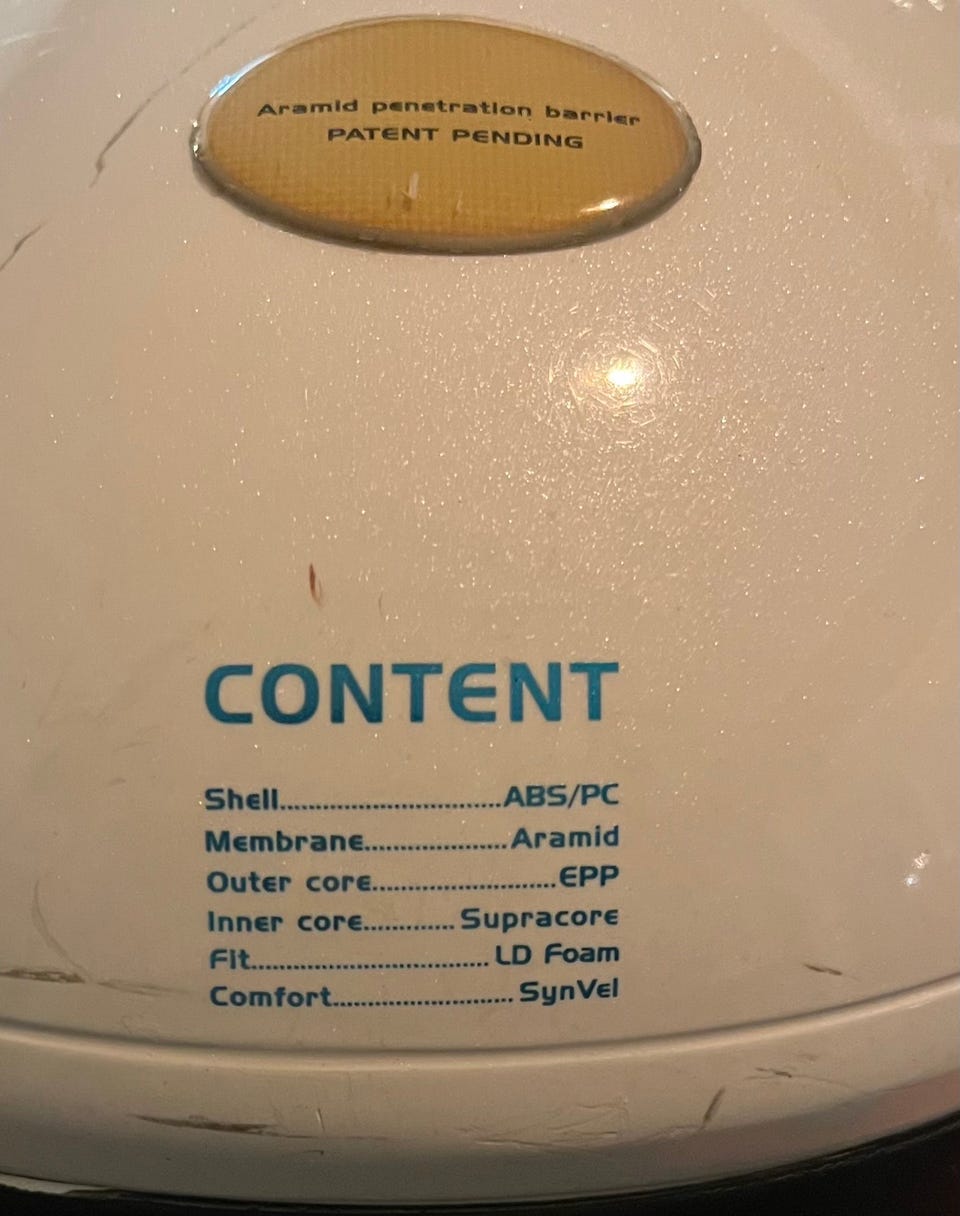 Aramid penetration barrier
PATENT PENDING
CONTENT
Shell..............................ABS/PC
Membrane....................Aramid
Outer core..........................EPP
Inner core............. Supracore
Fit.................................. LD Foam
Comfort......................... SynVel